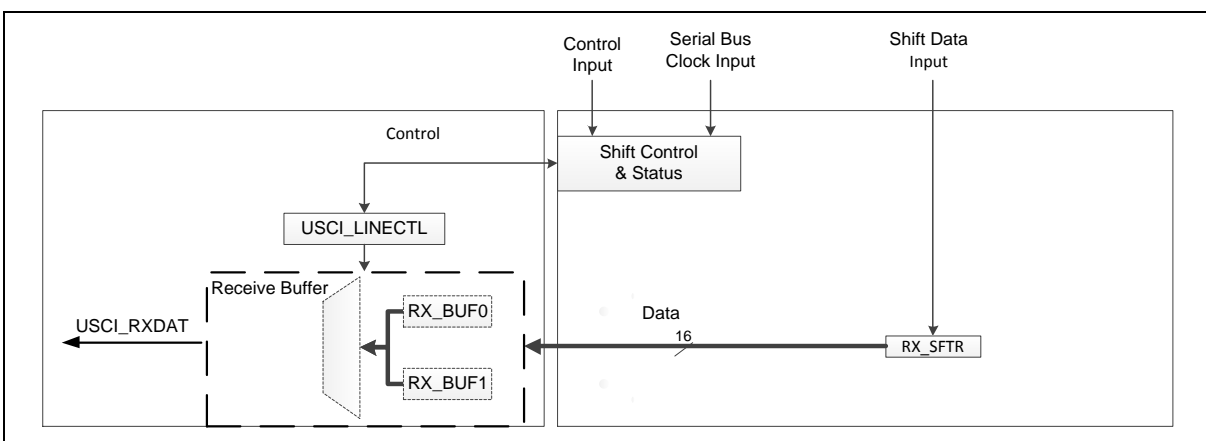 Control
Input
Serial Bus
Clock Input
Shift Data
Input
Control
Shift Control
& Status
USCI_LINECTL
Receive Buffer
RX_BUF0
USCI_RXDAT
Data
16
RX_SFTR
RX_BUF1